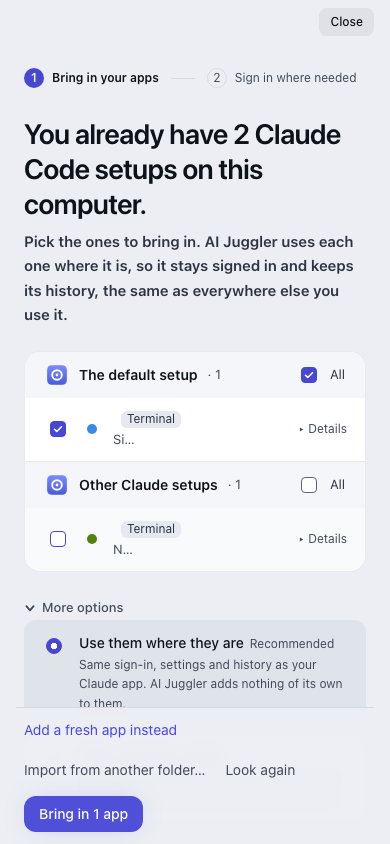 Close
1 Bring in your apps 2 Sign in where needed
You already have 2 Claude
Code setups on this
computer.
Pick the ones to bring in. AI Juggler uses each
one where it is, so it stays signed in and keeps
its history, the same as everywhere else you
use it.
The default setup · 1 All
Terminal
Si... Details
Other Claude setups · 1 All
Terminal
N... Details
More options
Use them where they are Recommended
Same sign-in, settings and history as your
Claude app. AI Juggler adds nothing of its own
to them.
Add a fresh app instead
Import from another folder... Look again
Bring in 1 app